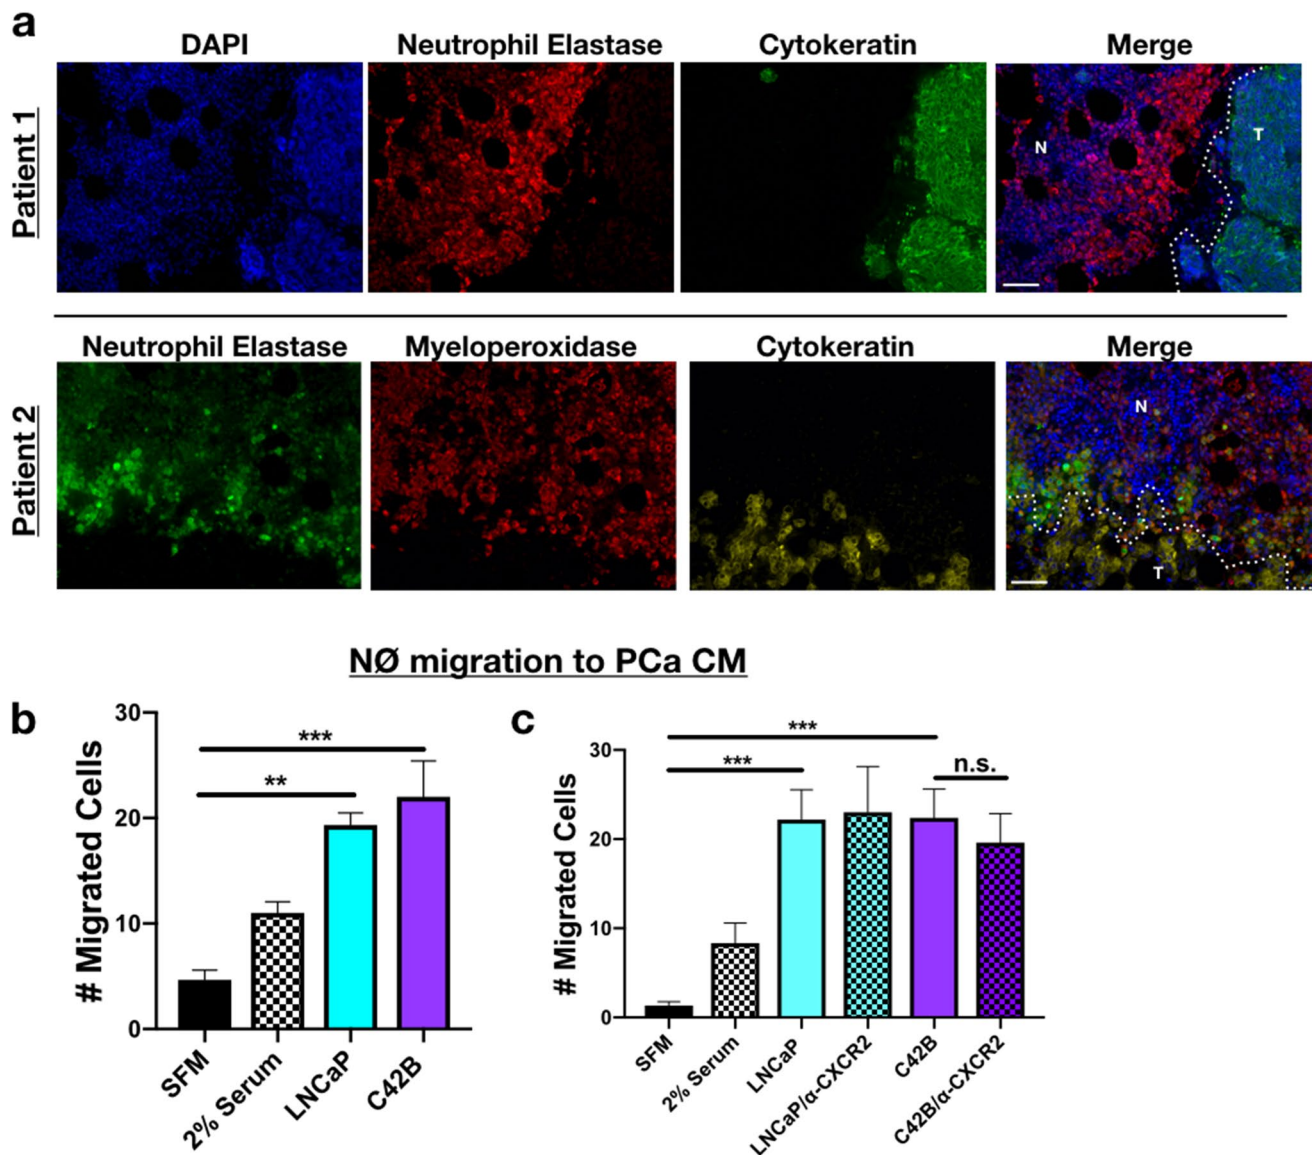 a
DAPI Neutrophil Elastase Cytokeratin Merge
Patient 1
N T
Neutrophil Elastase Myeloperoxidase Cytokeratin Merge
Patient 2
N
T
NØ migration to PCa CM
b
# Migrated Cells
30
20
10
0
***
**
SFM
2% Serum
LNCaP
C42B
c
# Migrated Cells
30
20
10
0
***
***
n.s.
SFM
2% Serum
LNCaP
LNCaP/α-CXCR2
C42B
C42B/α-CXCR2